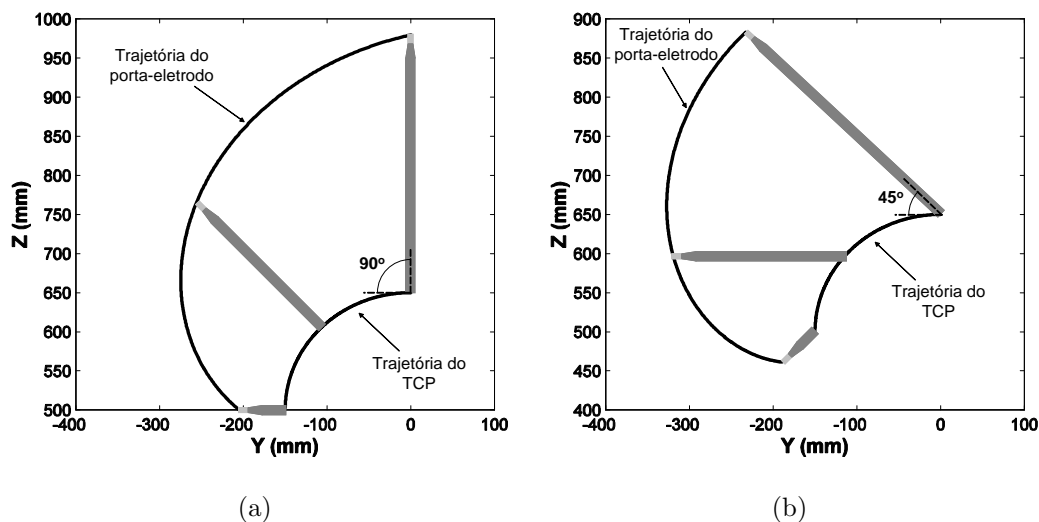 1000
950
900
850
800
750
700
650
600
550
500
-400
-300
-200
-100
0
100
Z (mm)
Y (mm)
Trajetória do
porta-eletrodo
90º
Trajetória do
TCP
(a)
900
850
800
750
700
650
600
550
500
450
400
-400
-300
-200
-100
0
100
Z (mm)
Y (mm)
Trajetória do
porta-eletrodo
45º
Trajetória do
TCP
(b)